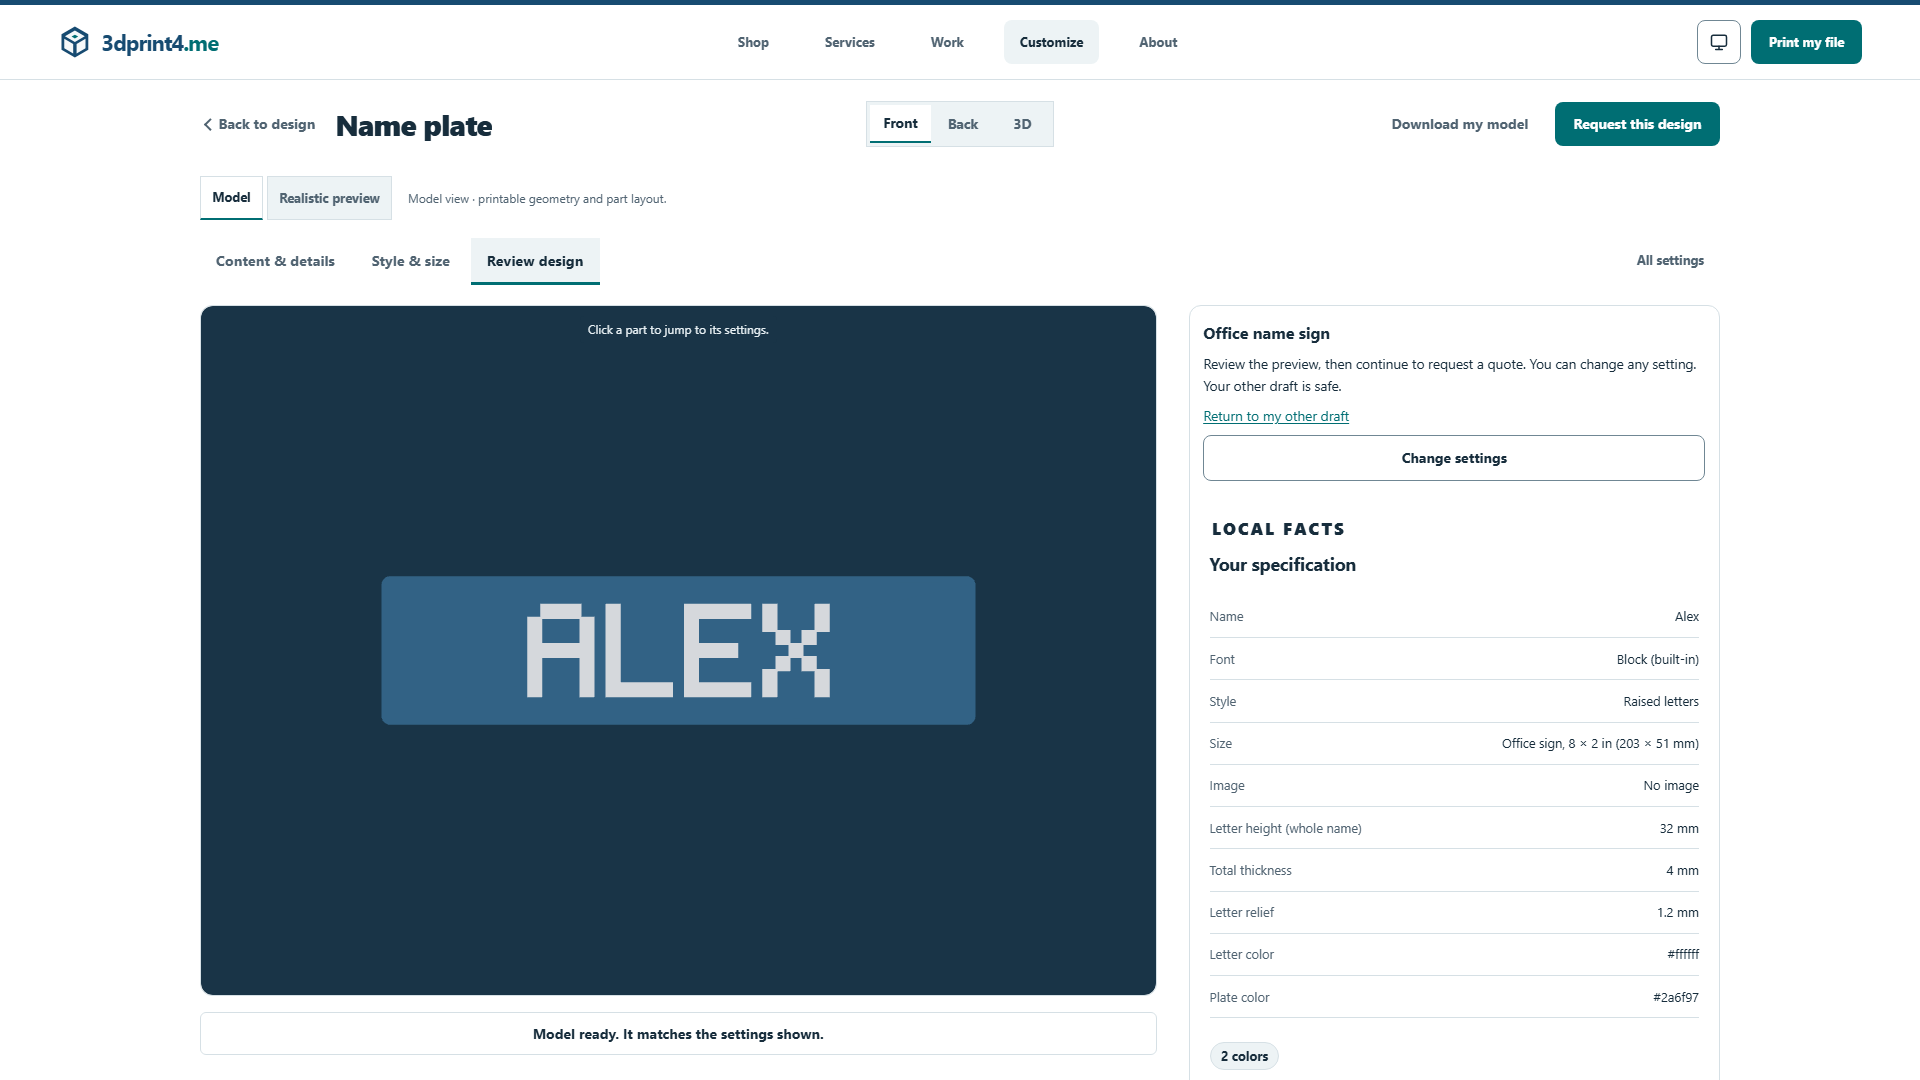 3dprint4.me
Shop
Services
Work
Customize
About
Print my file
Back to design
Name plate
Front
Back
3D
Download my model
Request this design
Model
Realistic preview
Model view · printable geometry and part layout.
Content & details
Style & size
Review design
All settings
Click a part to jump to its settings.
ALEX
Model ready. It matches the settings shown.
Office name sign
Review the preview, then continue to request a quote. You can change any setting.
Your other draft is safe.
Return to my other draft
Change settings
LOCAL FACTS
Your specification
Name Alex
Font Block (built-in)
Style Raised letters
Size Office sign, 8 × 2 in (203 × 51 mm)
Image No image
Letter height (whole name) 32 mm
Total thickness 4 mm
Letter relief 1.2 mm
Letter color #ffffff
Plate color #2a6f97
2 colors